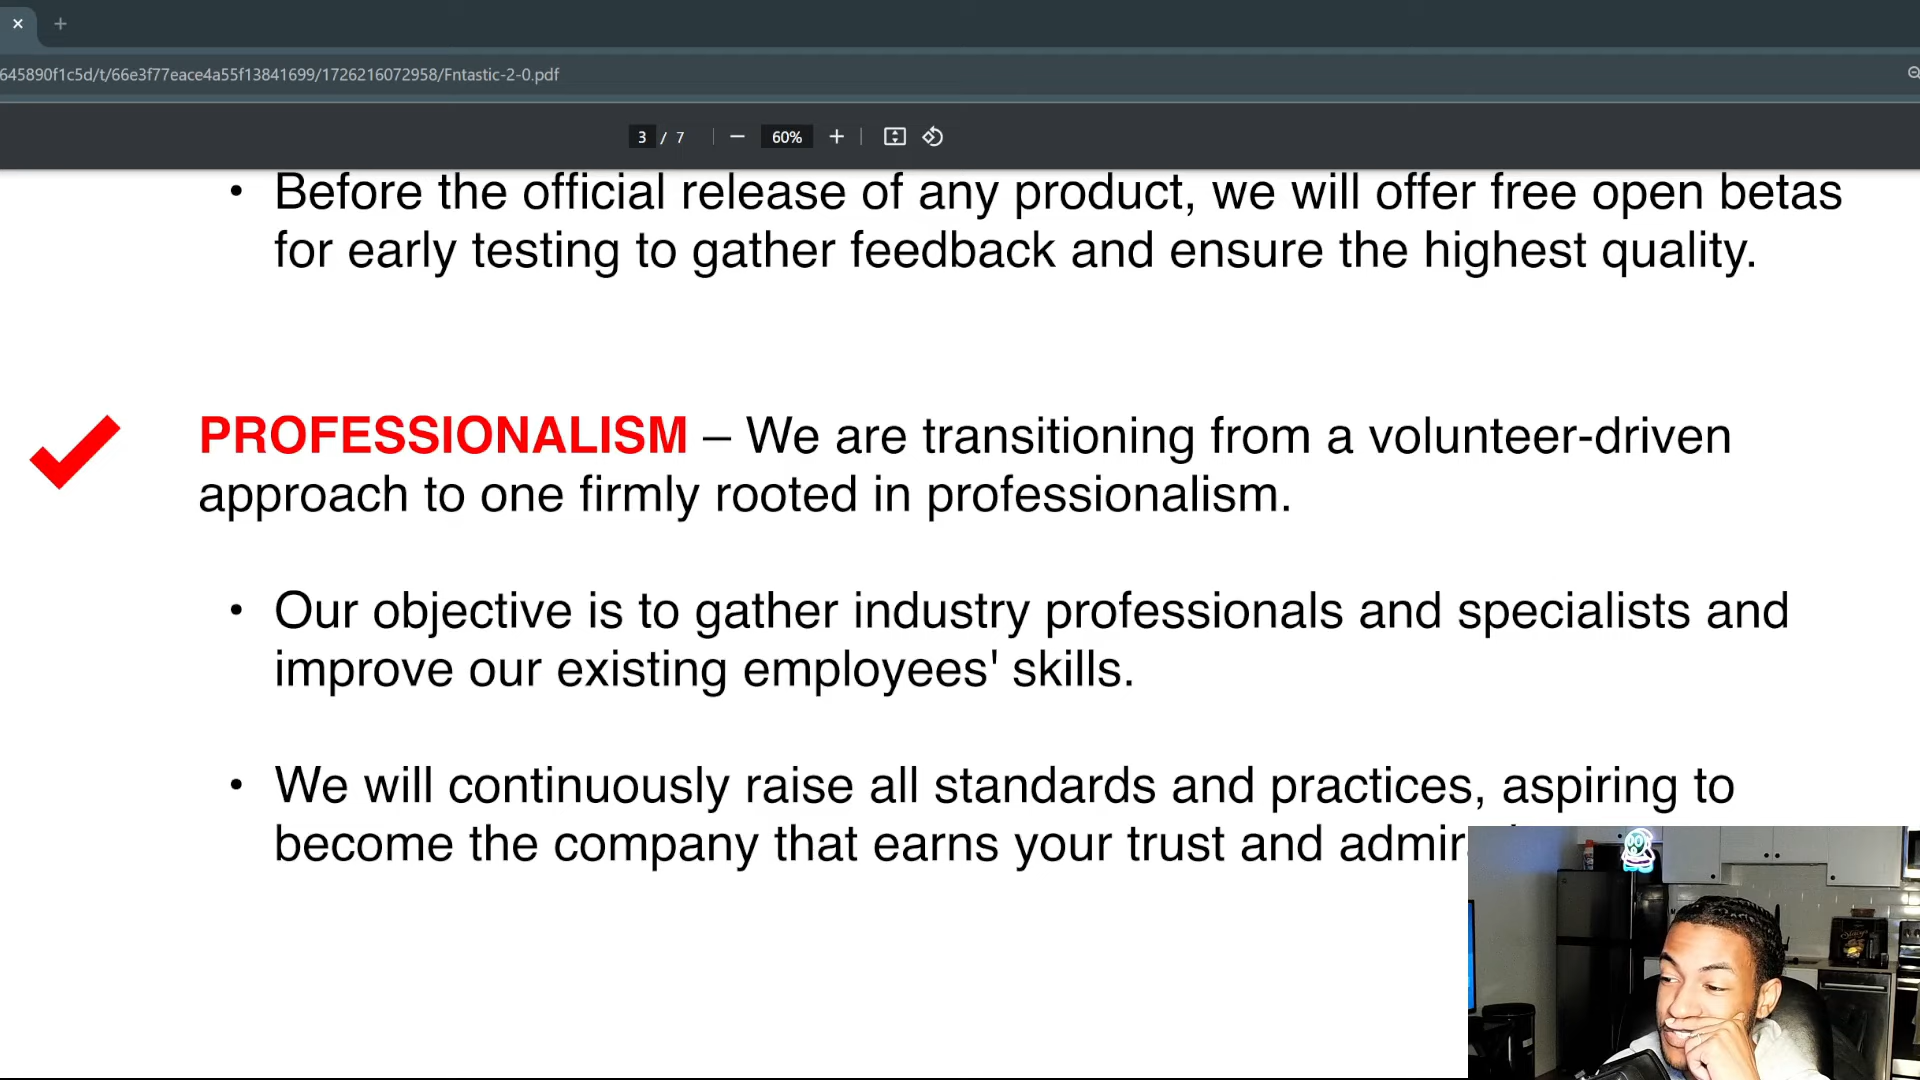 645890f1c5d/t/66e3f77eace4a55f13841699/1726216072958/Fntastic-2-0.pdf
3 / 7 60%
• Before the official release of any product, we will offer free open betas
for early testing to gather feedback and ensure the highest quality.
PROFESSIONALISM – We are transitioning from a volunteer-driven
approach to one firmly rooted in professionalism.
• Our objective is to gather industry professionals and specialists and
improve our existing employees' skills.
• We will continuously raise all standards and practices, aspiring to
become the company that earns your trust and